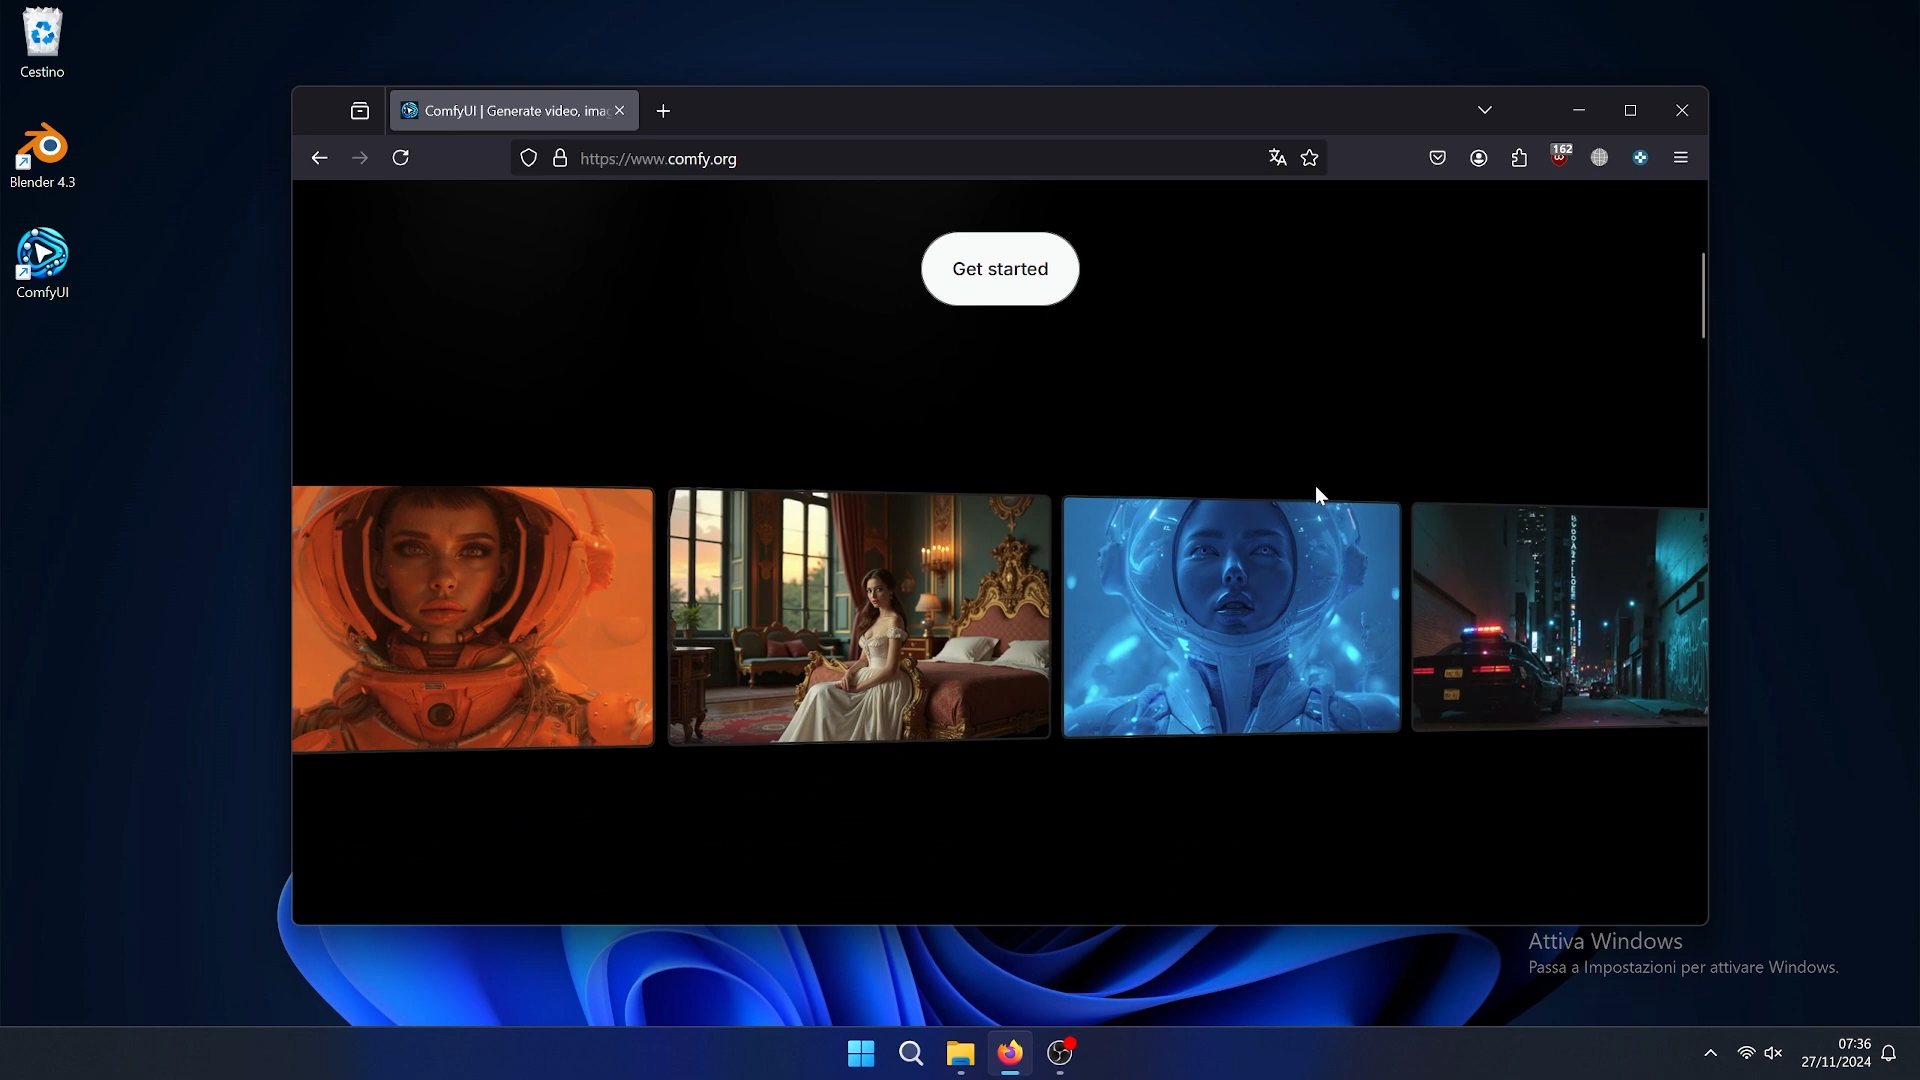 Cestino
Blender 4.3
ComfyUI
ComfyUI | Generate video, imag
https://www.comfy.org
162
Get started
Attiva Windows
Passa a Impostazioni per attivare Windows.
07:36
27/11/2024